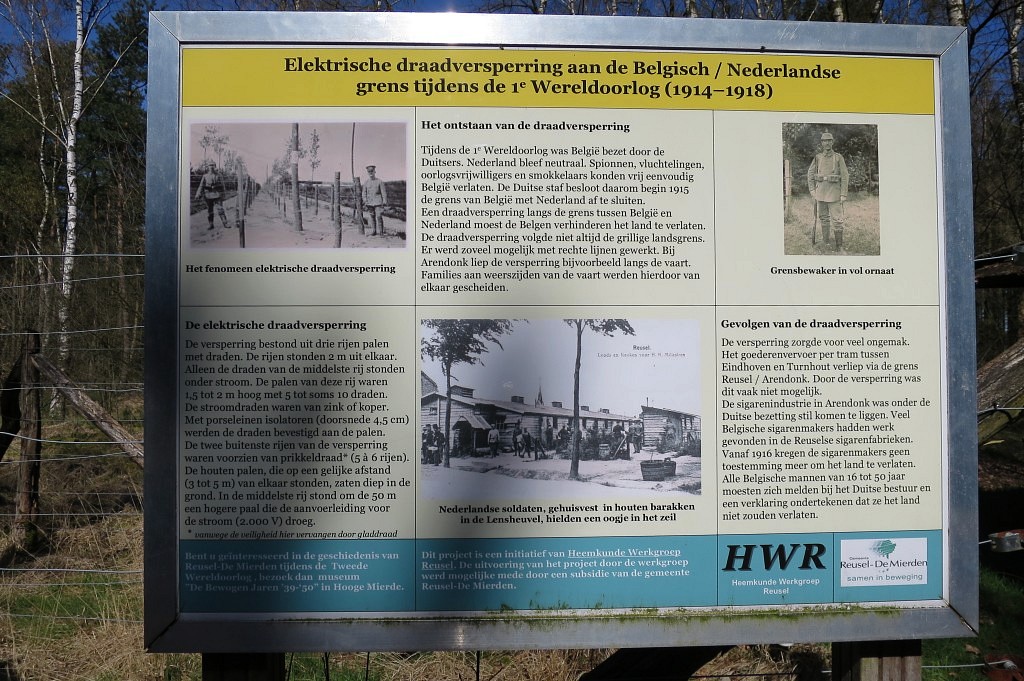 Elektrische draadversperring aan de Belgisch / Nederlandse
grens tijdens de 1e Wereldoorlog (1914–1918)
Het fenomeen elektrische draadversperring
Het ontstaan van de draadversperring
Tijdens de 1e Wereldoorlog was België bezet door de
Duitsers. Nederland bleef neutraal. Spionnen, vluchtelingen,
oorlogsvrijwilligers en smokkelaars konden vrij eenvoudig
België verlaten. De Duitse staf besloot daarom begin 1915
de grens van België met Nederland af te sluiten.
Een draadversperring langs de grens tussen België en
Nederland moest de Belgen verhinderen het land te verlaten.
De draadversperring volgde niet altijd de grillige landsgrens.
Er werd zoveel mogelijk met rechte lijnen gewerkt. Bij
Arendonk liep de versperring bijvoorbeeld langs de vaart.
Families aan weerszijden van de vaart werden hierdoor van
elkaar gescheiden.
Grensbewaker in vol ornaat
De elektrische draadversperring
De versperring bestond uit drie rijen palen
met draden. De rijen stonden 2 m uit elkaar.
Alleen de draden van de middelste rij stonden
onder stroom. De palen van deze rij waren
1,5 tot 2 m hoog met 5 tot soms 10 draden.
De stroomdraden waren van zink of koper.
Met porseleinen isolatoren (doorsnede 4,5 cm)
werden de draden bevestigd aan de palen.
De twee buitenste rijen van de versperring
waren voorzien van prikkeldraad* (5 à 6 rijen).
De houten palen, die op een gelijke afstand
(3 tot 5 m) van elkaar stonden, zaten diep in de
grond. In de middelste rij stond om de 50 m
een hogere paal die de aanvoerleiding voor
de stroom (2.000 V) droeg.
* vanwege de veiligheid hier vervangen door gladdraad
Reusel.
Loods en barakken voor H. H. Militairen
Nederlandse soldaten, gehuisvest in houten barakken
in de Lensheuvel, hielden een oogje in het zeil
Gevolgen van de draadversperring
De versperring zorgde voor veel ongemak.
Het goederenvervoer per tram tussen
Eindhoven en Turnhout verliep via de grens
Reusel / Arendonk. Door de versperring was
dit vaak niet mogelijk.
De sigarenindustrie in Arendonk was onder de
Duitse bezetting stil komen te liggen. Veel
Belgische sigarenmakers hadden werk
gevonden in de Reuselse sigarenfabrieken.
Vanaf 1916 kregen de sigarenmakers geen
toestemming meer om het land te verlaten.
Alle Belgische mannen van 16 tot 50 jaar
moesten zich melden bij het Duitse bestuur en
een verklaring ondertekenen dat ze het land
niet zouden verlaten.
Bent u geïnteresseerd in de geschiedenis van
Reusel-De Mierden tijdens de Tweede
Wereldoorlog, bezoek dan museum
"De Bewogen Jaren '39-'50" in Hooge Mierde.
Dit project is een initiatief van Heemkunde Werkgroep
Reusel. De uitvoering van het project door de werkgroep
werd mogelijke mede door een subsidie van de gemeente
Reusel-De Mierden.
HWR
Heemkunde Werkgroep
Reusel
Gemeente
Reusel-De Mierden
samen in beweging